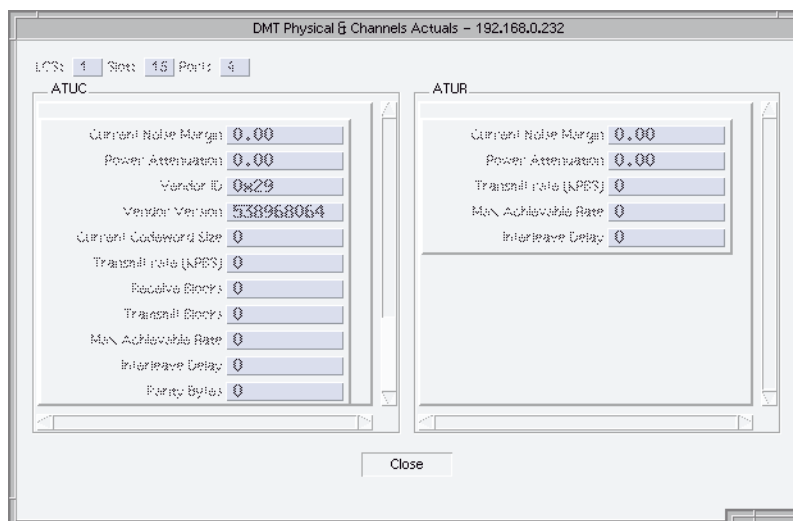 DMT Physical & Channels Actuals – 192.168.0.232
LCS: 1 Slot: 15 Port: 4
ATUC
Current Noise Margin 0.00
Power Attenuation 0.00
Vendor ID 0x29
Vendor Version 538968064
Current Codeword Size 0
Transmit rate (kPBS) 0
Receive Blocks 0
Transmit Blocks 0
Max Achievable Rate 0
Interleave Delay 0
Parity Bytes 0
ATUR
Current Noise Margin 0.00
Power Attenuation 0.00
Transmit rate (kPBS) 0
Max Achievable Rate 0
Interleave Delay 0
Close